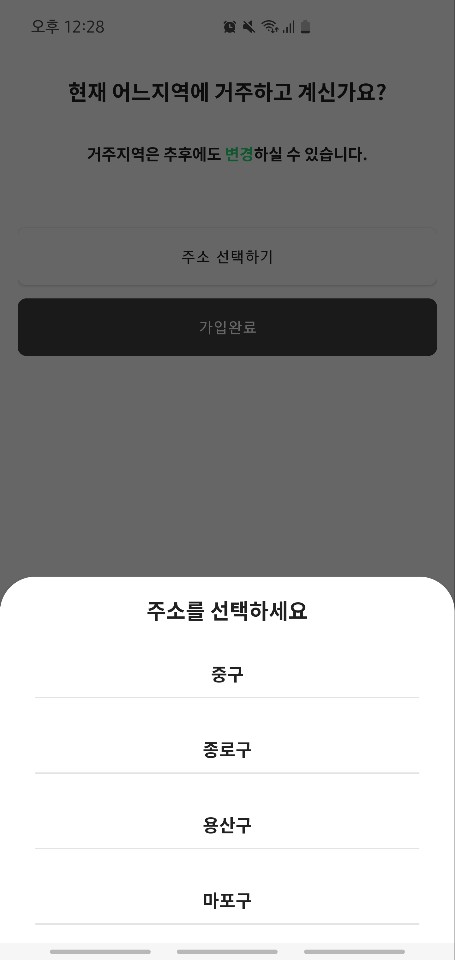 오후 12:28
현재 어느지역에 거주하고 계신가요?
거주지역은 추후에도 변경하실 수 있습니다.
주소 선택하기
가입완료
주소를 선택하세요
중구
종로구
용산구
마포구